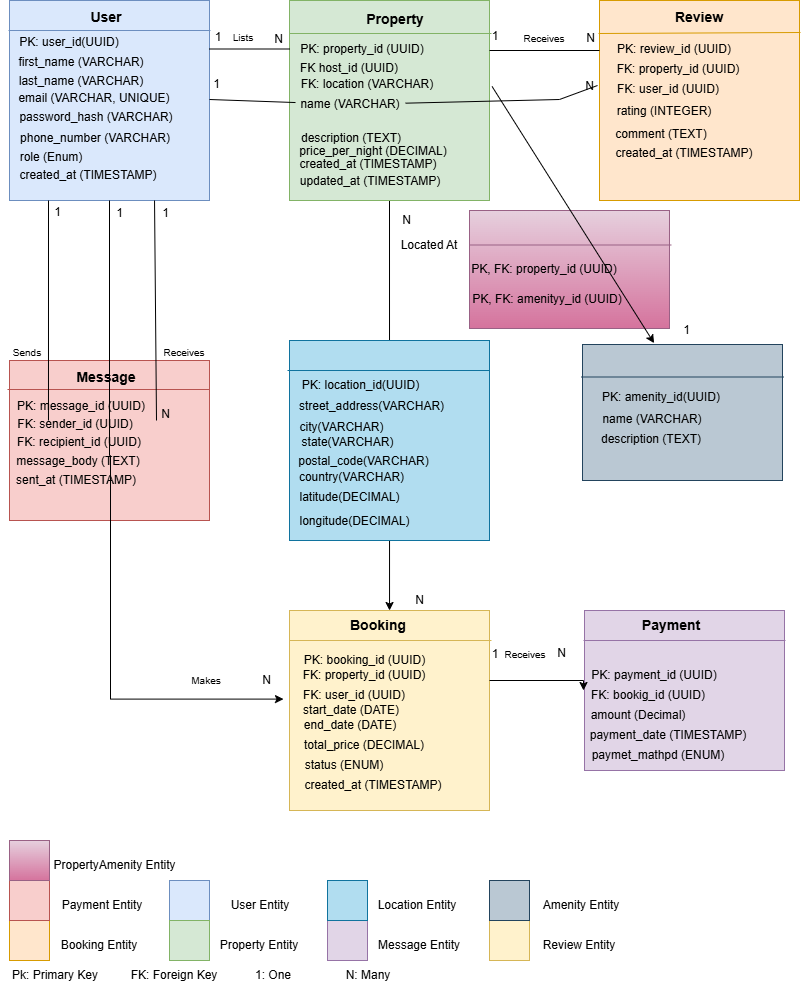 User
PK: user_id(UUID)
first_name (VARCHAR)
last_name (VARCHAR)
email (VARCHAR, UNIQUE)
password_hash (VARCHAR)
phone_number (VARCHAR)
role (Enum)
created_at (TIMESTAMP)
1
Lists
N
1
Property
PK: property_id (UUID)
FK host_id (UUID)
FK: location (VARCHAR)
name (VARCHAR)
description (TEXT)
price_per_night (DECIMAL)
created_at (TIMESTAMP)
updated_at (TIMESTAMP)
1
Receives
N
N
Review
PK: review_id (UUID)
FK: property_id (UUID)
FK: user_id (UUID)
rating (INTEGER)
comment (TEXT)
created_at (TIMESTAMP)
1
1
1
N
Located At
PK, FK: property_id (UUID)
PK, FK: amenityy_id (UUID)
1
Sends
Receives
Message
PK: message_id (UUID)
FK: sender_id (UUID)
FK: recipient_id (UUID)
message_body (TEXT)
sent_at (TIMESTAMP)
N
PK: location_id(UUID)
street_address(VARCHAR)
city(VARCHAR)
state(VARCHAR)
postal_code(VARCHAR)
country(VARCHAR)
latitude(DECIMAL)
longitude(DECIMAL)
PK: amenity_id(UUID)
name (VARCHAR)
description (TEXT)
N
Makes
N
Booking
PK: booking_id (UUID)
FK: property_id (UUID)
FK: user_id (UUID)
start_date (DATE)
end_date (DATE)
total_price (DECIMAL)
status (ENUM)
created_at (TIMESTAMP)
1
Receives
N
Payment
PK: payment_id (UUID)
FK: bookig_id (UUID)
amount (Decimal)
payment_date (TIMESTAMP)
paymet_mathpd (ENUM)
PropertyAmenity Entity
Payment Entity
User Entity
Location Entity
Amenity Entity
Booking Entity
Property Entity
Message Entity
Review Entity
Pk: Primary Key
FK: Foreign Key
1: One
N: Many